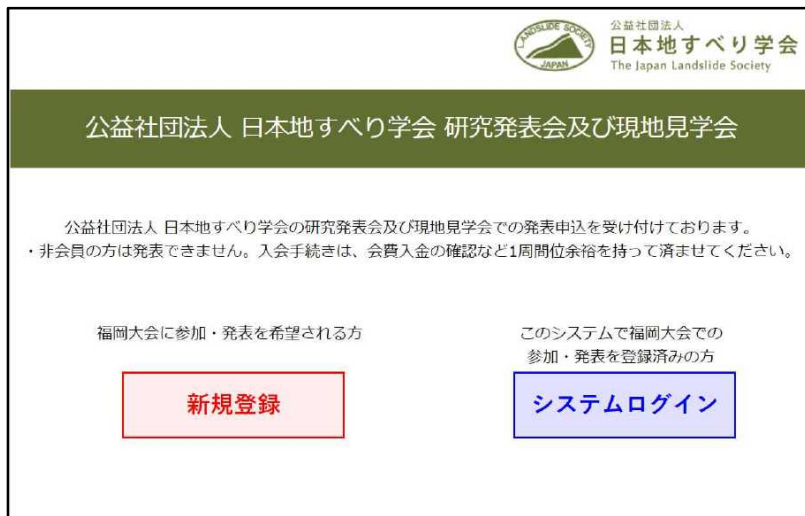 LANDSLIDE SOCIETY
JAPAN
公益社団法人
日本地すべり学会
The Japan Landslide Society
公益社団法人 日本地すべり学会 研究発表会及び現地見学会
公益社団法人 日本地すべり学会の研究発表会及び現地見学会での発表申込を受け付けております。
・非会員の方は発表できません。入会手続きは、会費入金の確認など1周間位余裕を持って済ませてください。
福岡大会に参加・発表を希望される方
新規登録
このシステムで福岡大会での
参加・発表を登録済みの方
システムログイン